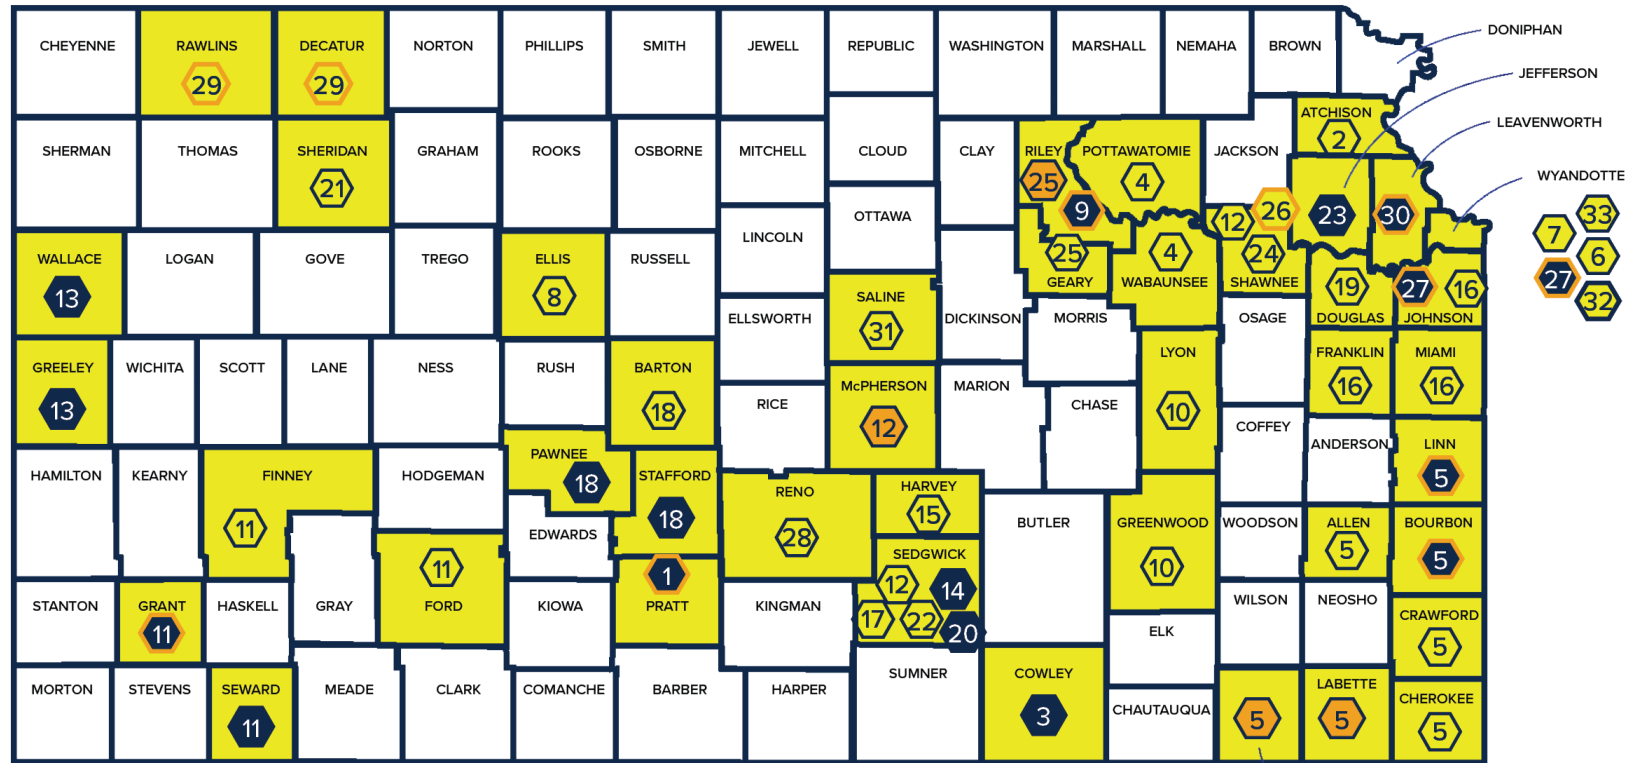 CHEYENNE
RAWLINS
29
DECATUR
29
NORTON
PHILLIPS
SMITH
JEWELL
REPUBLIC
WASHINGTON
MARSHALL
NEMAHA
BROWN
DONIPHAN
JEFFERSON
ATCHISON
2
LEAVENWORTH
WYANDOTTE
SHERMAN
THOMAS
SHERIDAN
21
GRAHAM
ROOKS
OSBORNE
MITCHELL
CLOUD
CLAY
RILEY
25
9
POTTAWATOMIE
4
JACKSON
12
26
23
30
33
7
6
27
32
OTTAWA
LINCOLN
WALLACE
13
LOGAN
GOVE
TREGO
ELLIS
8
RUSSELL
25
GEARY
4
WABAUNSEE
24
SHAWNEE
19
DOUGLAS
27
16
JOHNSON
SALINE
31
ELLSWORTH
DICKINSON
MORRIS
OSAGE
GREELEY
13
WICHITA
SCOTT
LANE
NESS
RUSH
BARTON
18
RICE
McPHERSON
12
MARION
CHASE
LYON
10
FRANKLIN
16
MIAMI
16
COFFEY
ANDERSON
LINN
5
HAMILTON
KEARNY
FINNEY
11
HODGEMAN
PAWNEE
18
STAFFORD
18
RENO
28
HARVEY
15
BUTLER
GREENWOOD
10
WOODSON
ALLEN
5
BOURBON
5
EDWARDS
SEDGWICK
12
14
17
22
20
11
FORD
1
PRATT
STANTON
GRANT
11
HASKELL
GRAY
KIOWA
KINGMAN
ELK
WILSON
NEOSHO
CRAWFORD
5
MORTON
STEVENS
SEWARD
11
MEADE
CLARK
COMANCHE
BARBER
HARPER
SUMNER
COWLEY
3
CHAUTAUQUA
5
LABETTE
5
CHEROKEE
5